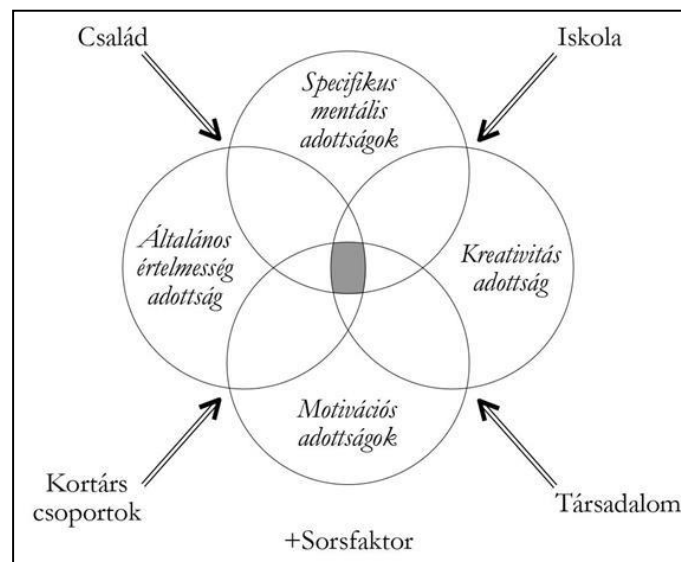 Család
Iskola
Specifikus
mentális
adottságok
Általános
értelmesség
adottság
Kreativitás
adottság
Motivációs
adottságok
Kortárs
csoportok
Társadalom
+Sorsfaktor